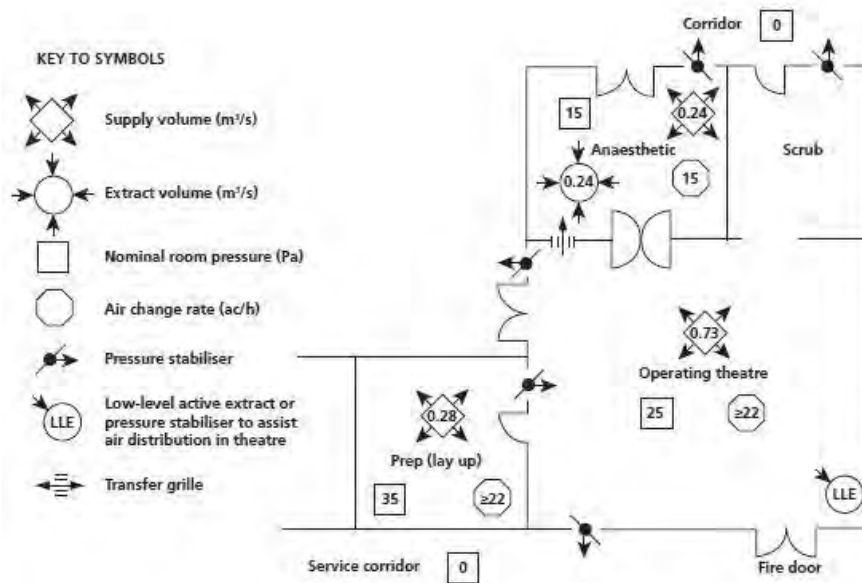 Corridor 0
KEY TO SYMBOLS
Supply volume (m³/s)
Extract volume (m³/s)
Nominal room pressure (Pa)
Air change rate (ac/h)
Pressure stabiliser
LLE
Low-level active extract or
pressure stabiliser to assist
air distribution in theatre
Transfer grille
15
0.24
Anaesthetic
0.24
15
Scrub
0.73
Operating theatre
25
≥22
0.28
Prep (lay up)
35
≥22
LLE
Service corridor 0
Fire door